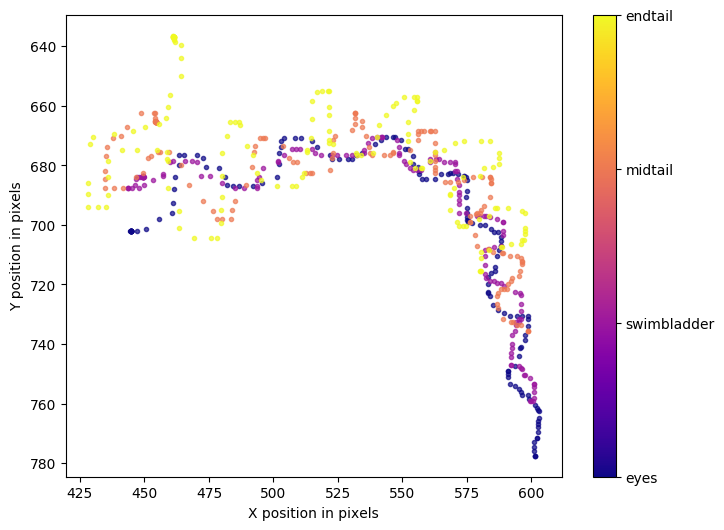 640
660
680
700
720
740
760
780
425
450
475
500
525
550
575
600
X position in pixels
Y position in pixels
endtail
midtail
swimbladder
eyes